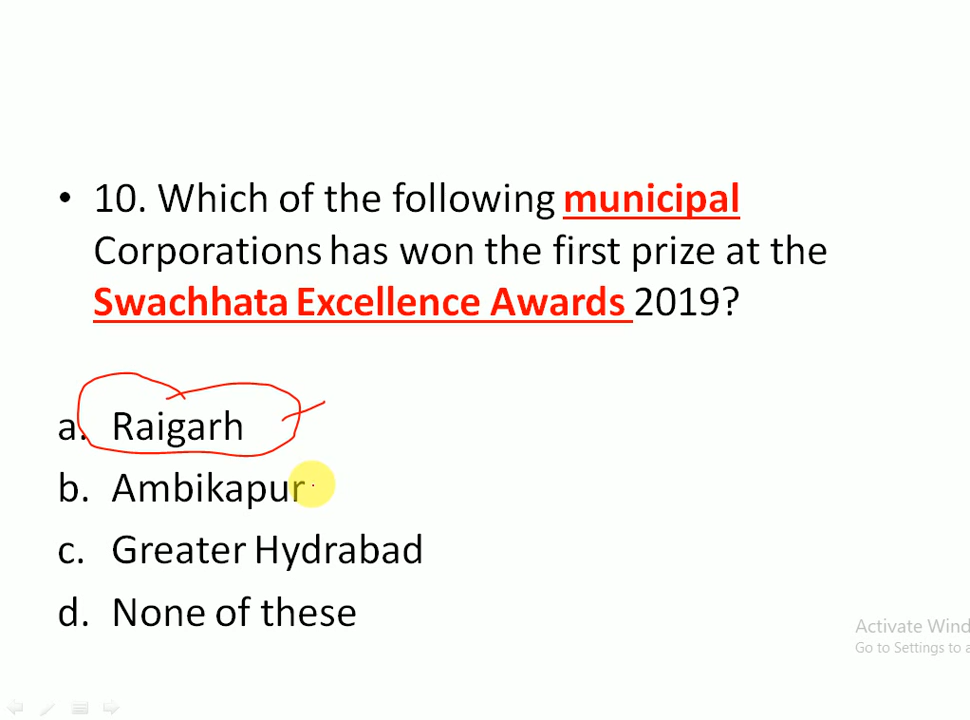 • 10. Which of the following municipal
Corporations has won the first prize at the
Swachhata Excellence Awards 2019?
a. Raigarh
b. Ambikapur
c. Greater Hydrabad
d. None of these
Activate Wind
Go to Settings to a